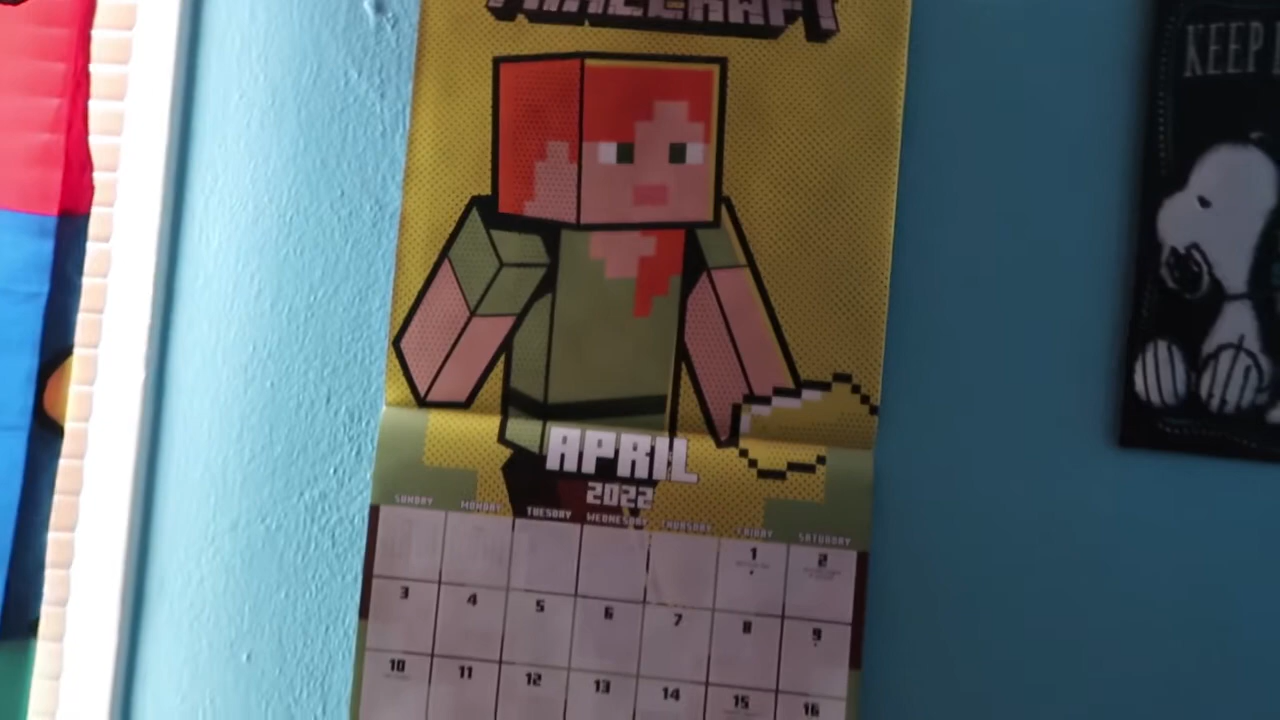 MINECRAFT
KEEP
APRIL
2022
SUNDAY MONDAY TUESDAY WEDNESDAY THURSDAY FRIDAY SATURDAY
1 2
3 4 5 6 7 8 9
10 11 12 13 14 15 16